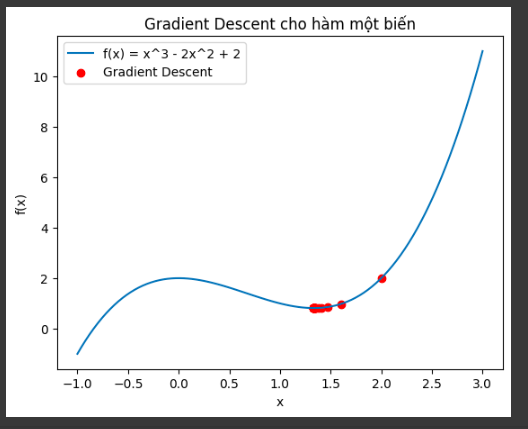 Gradient Descent cho hàm một biến
f(x) = x^3 - 2x^2 + 2
Gradient Descent
10
8
6
4
2
0
f(x)
−1.0 −0.5 0.0 0.5 1.0 1.5 2.0 2.5 3.0
x